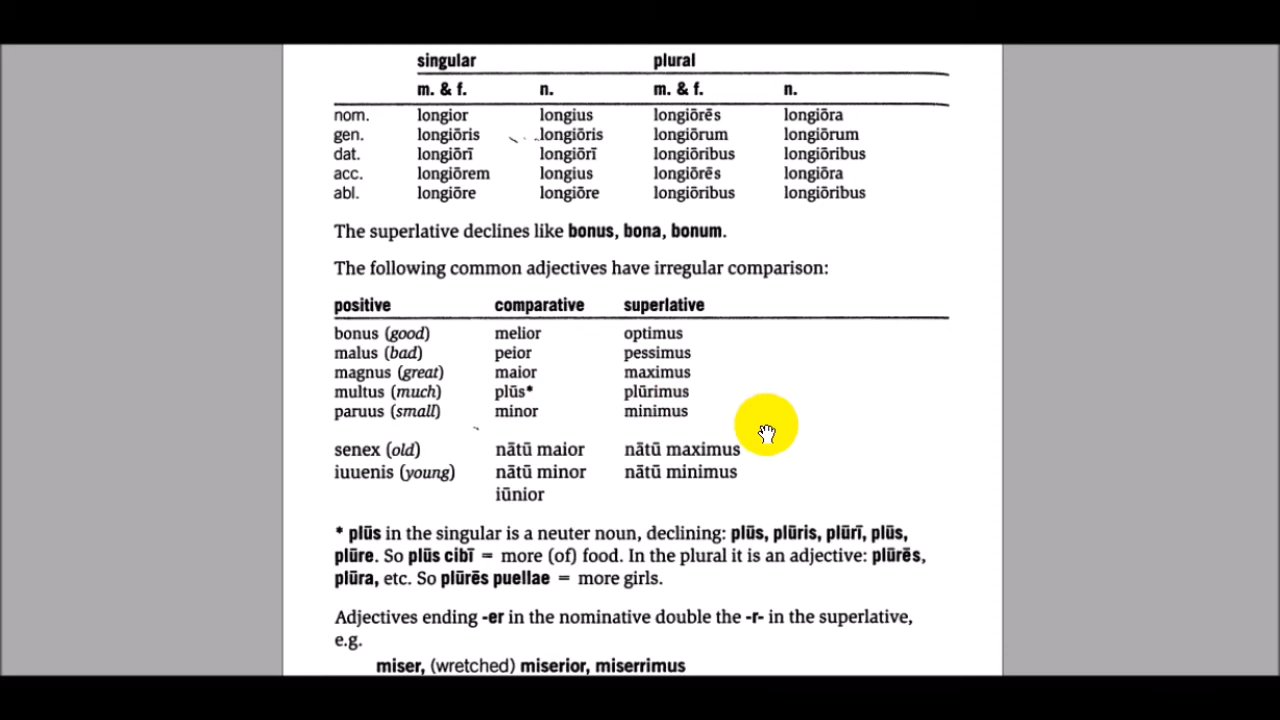 singular plural
m. & f. n. m. & f. n.
nom. longior longius longiōrēs longiōra
gen. longiōris longiōris longiōrum longiōrum
dat. longiōrī longiōrī longiōribus longiōribus
acc. longiōrem longius longiōrēs longiōra
abl. longiōre longiōre longiōribus longiōribus
The superlative declines like bonus, bona, bonum.
The following common adjectives have irregular comparison:
positive comparative superlative
bonus (good) melior optimus
malus (bad) peior pessimus
magnus (great) maior maximus
multus (much) plūs* plūrimus
paruus (small) minor minimus
senex (old) nātū maior nātū maximus
iuuenis (young) nātū minor nātū minimus
iūnior
* plūs in the singular is a neuter noun, declining: plūs, plūris, plūrī, plūs,
plūre. So plūs cibī = more (of) food. In the plural it is an adjective: plūrēs,
plūra, etc. So plūrēs puellae = more girls.
Adjectives ending -er in the nominative double the -r- in the superlative,
e.g.
miser, (wretched) miserior, miserrimus